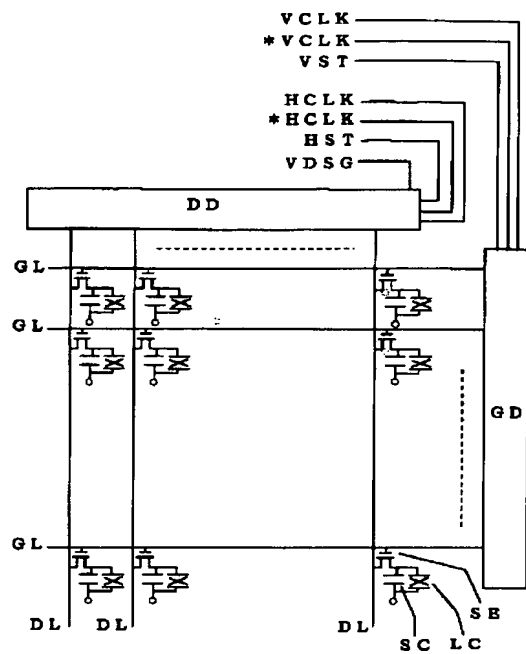 VCLK
*VCLK
VST
HCLK
*HCLK
HST
VDSG
DD
GL
GL
GD
GL
SE
DL DL DL SC LC